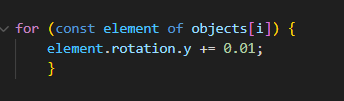 for (const element of objects[i]) {
element.rotation.y += 0.01;
}